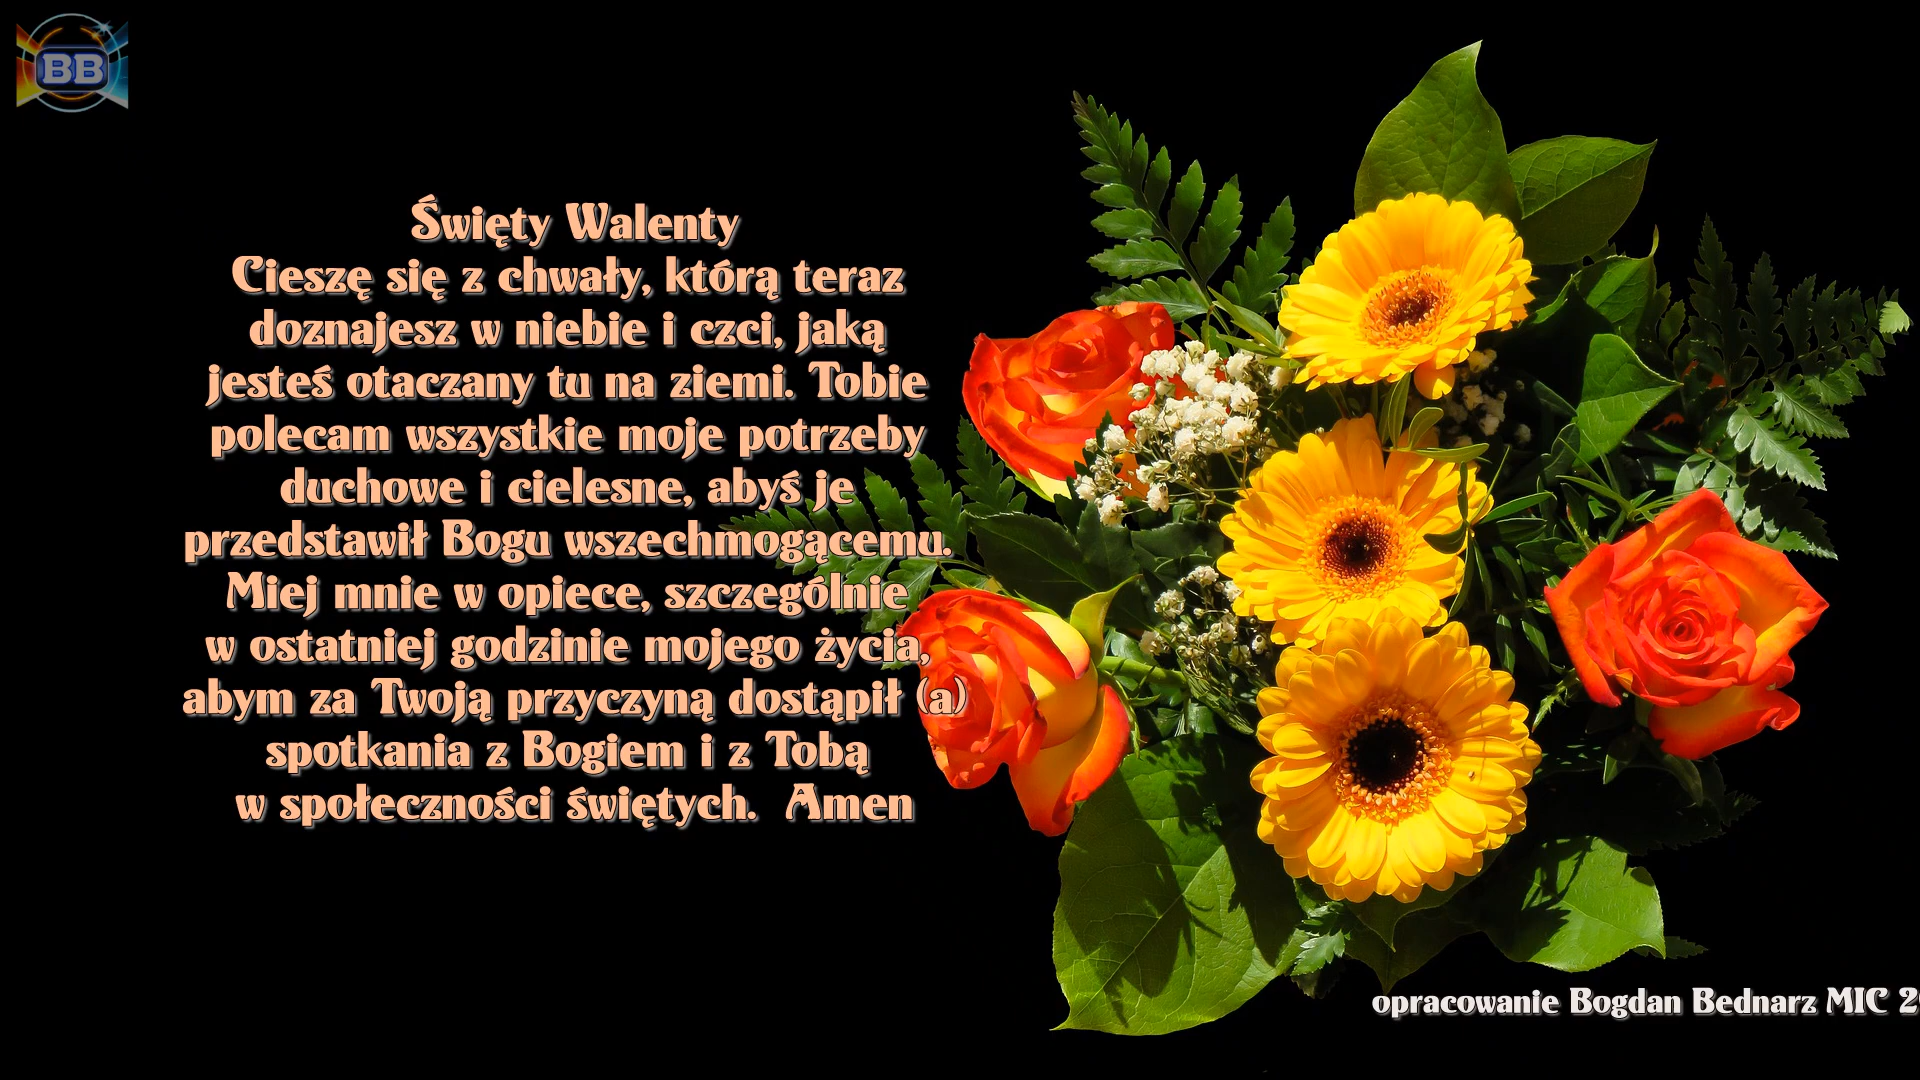 BB
Święty Walenty
Cieszę się z chwały, którą teraz
doznajesz w niebie i czci, jaką
jesteś otaczany tu na ziemi. Tobie
polecam wszystkie moje potrzeby
duchowe i cielesne, abyś je
przedstawił Bogu wszechmogącemu.
Miej mnie w opiece, szczególnie
w ostatniej godzinie mojego życia,
abym za Twoją przyczyną dostąpił (a)
spotkania z Bogiem i z Tobą
w społeczności świętych. Amen
opracowanie Bogdan Bednarz MIC